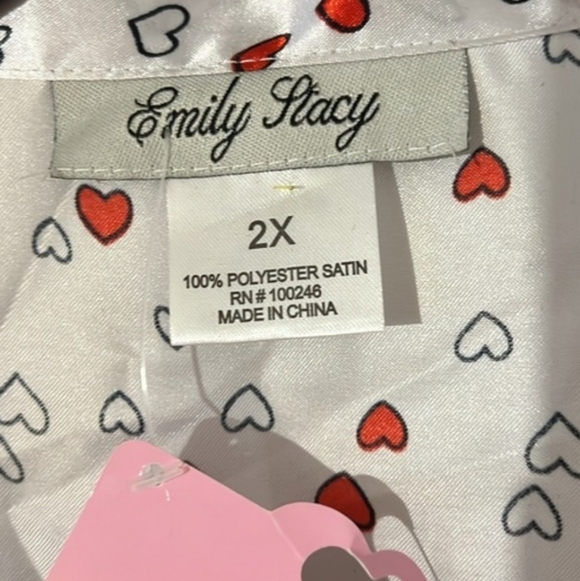 Emily Stacy
2X
100% POLYESTER SATIN
RN # 100246
MADE IN CHINA